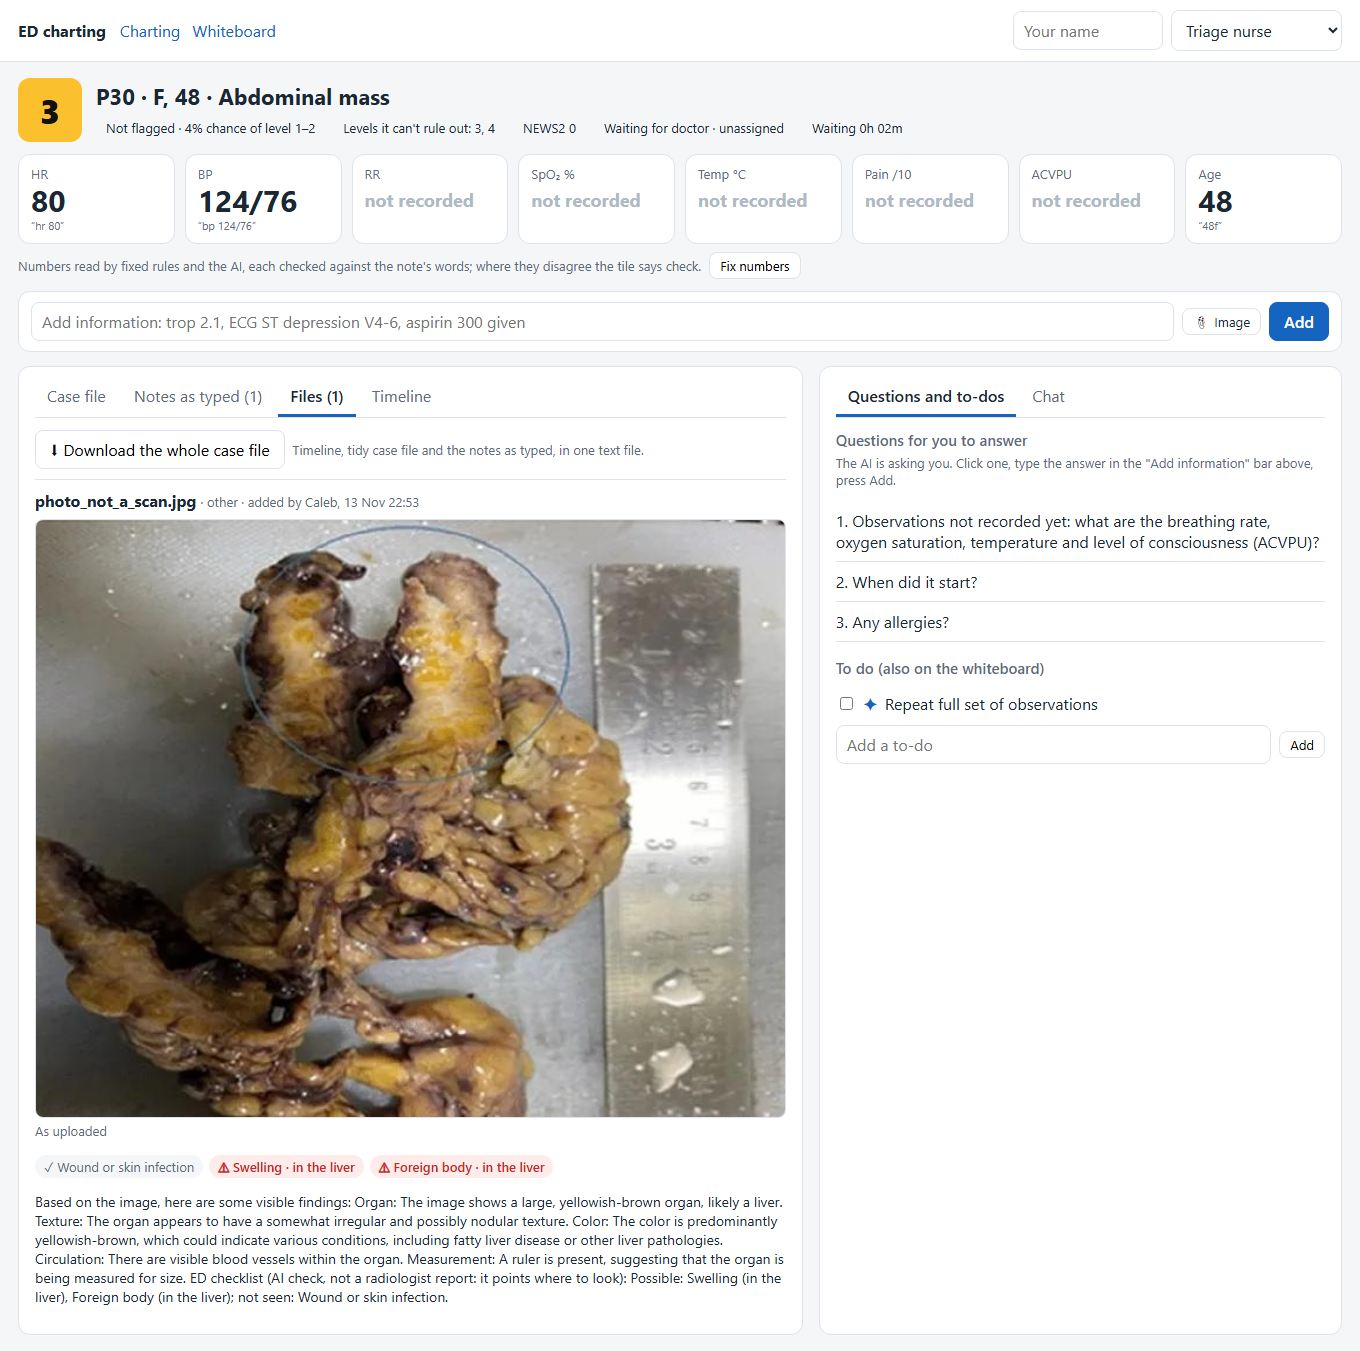 ED charting Charting Whiteboard Your name Triage nurse
3
P30 · F, 48 · Abdominal mass
Not flagged · 4% chance of level 1–2 Levels it can't rule out: 3, 4 NEWS2 0 Waiting for doctor · unassigned Waiting 0h 02m
HR BP RR SpO₂ % Temp °C Pain /10 ACVPU Age
80 124/76 not recorded not recorded not recorded not recorded not recorded 48
"hr 80" "bp 124/76" "48f"
Numbers read by fixed rules and the AI, each checked against the note's words; where they disagree the tile says check. Fix numbers
Add information: trop 2.1, ECG ST depression V4-6, aspirin 300 given Image Add
Case file Notes as typed (1) Files (1) Timeline
⬇ Download the whole case file Timeline, tidy case file and the notes as typed, in one text file.
photo_not_a_scan.jpg · other · added by Caleb, 13 Nov 22:53
2
6
7
3 8
9
4
As uploaded
✓ Wound or skin infection ⚠ Swelling · in the liver ⚠ Foreign body · in the liver
Based on the image, here are some visible findings: Organ: The image shows a large, yellowish-brown organ, likely a liver.
Texture: The organ appears to have a somewhat irregular and possibly nodular texture. Color: The color is predominantly
yellowish-brown, which could indicate various conditions, including fatty liver disease or other liver pathologies.
Circulation: There are visible blood vessels within the organ. Measurement: A ruler is present, suggesting that the organ is
being measured for size. ED checklist (AI check, not a radiologist report: it points where to look): Possible: Swelling (in the
liver), Foreign body (in the liver); not seen: Wound or skin infection.
Questions and to-dos Chat
Questions for you to answer
The AI is asking you. Click one, type the answer in the "Add information" bar above,
press Add.
1. Observations not recorded yet: what are the breathing rate,
oxygen saturation, temperature and level of consciousness (ACVPU)?
2. When did it start?
3. Any allergies?
To do (also on the whiteboard)
Repeat full set of observations
Add a to-do Add